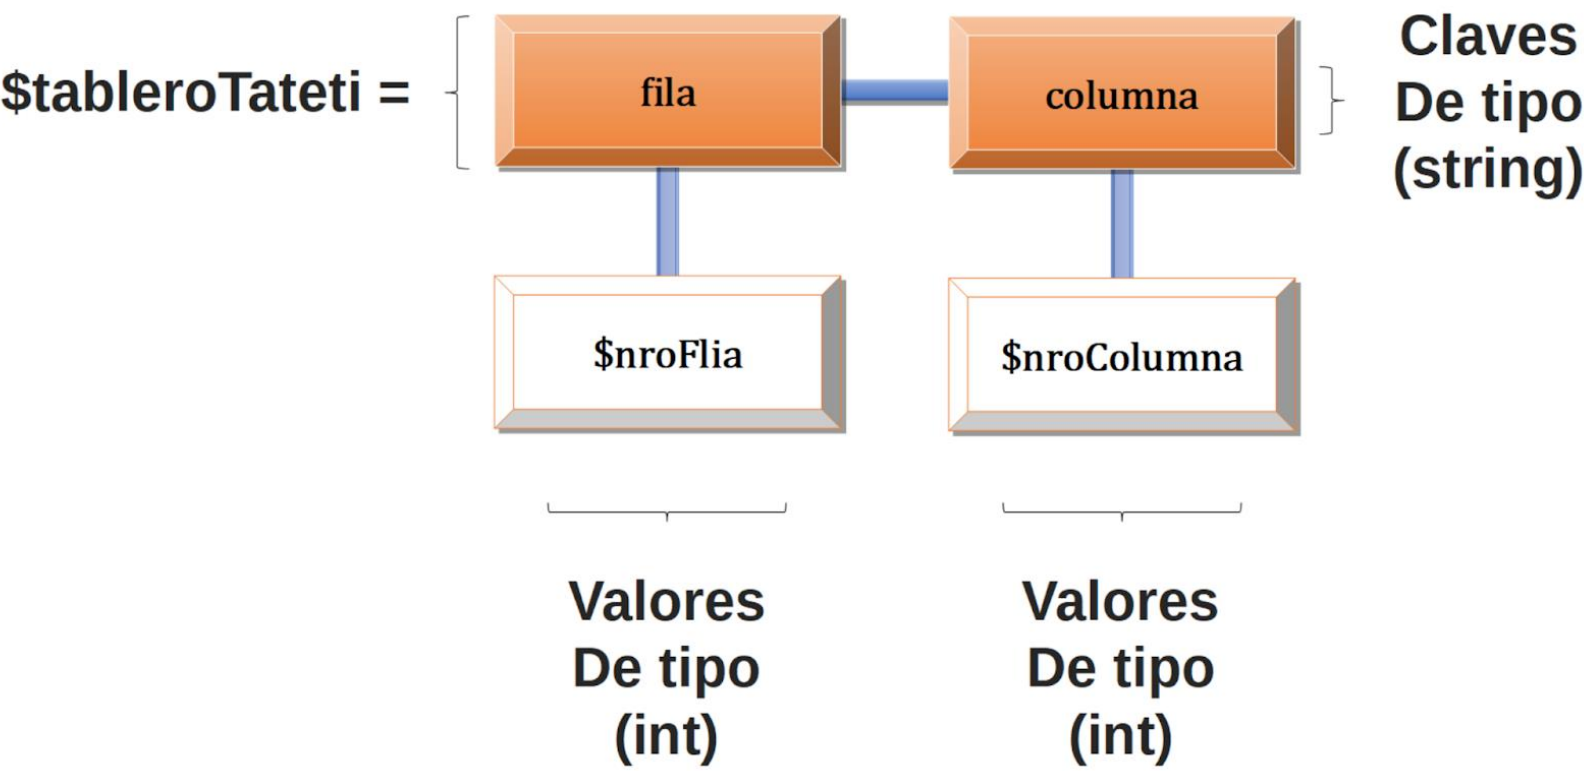 $tableroTateti =
fila
columna
Claves
De tipo
(string)
$nroFlia
$nroColumna
Valores
De tipo
(int)
Valores
De tipo
(int)